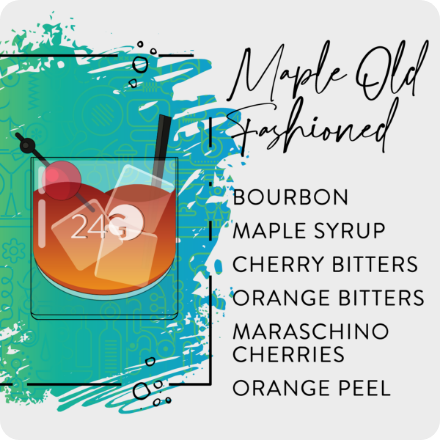 Maple Old
Fashioned
BOURBON
MAPLE SYRUP
CHERRY BITTERS
ORANGE BITTERS
MARASCHINO
CHERRIES
ORANGE PEEL
24G